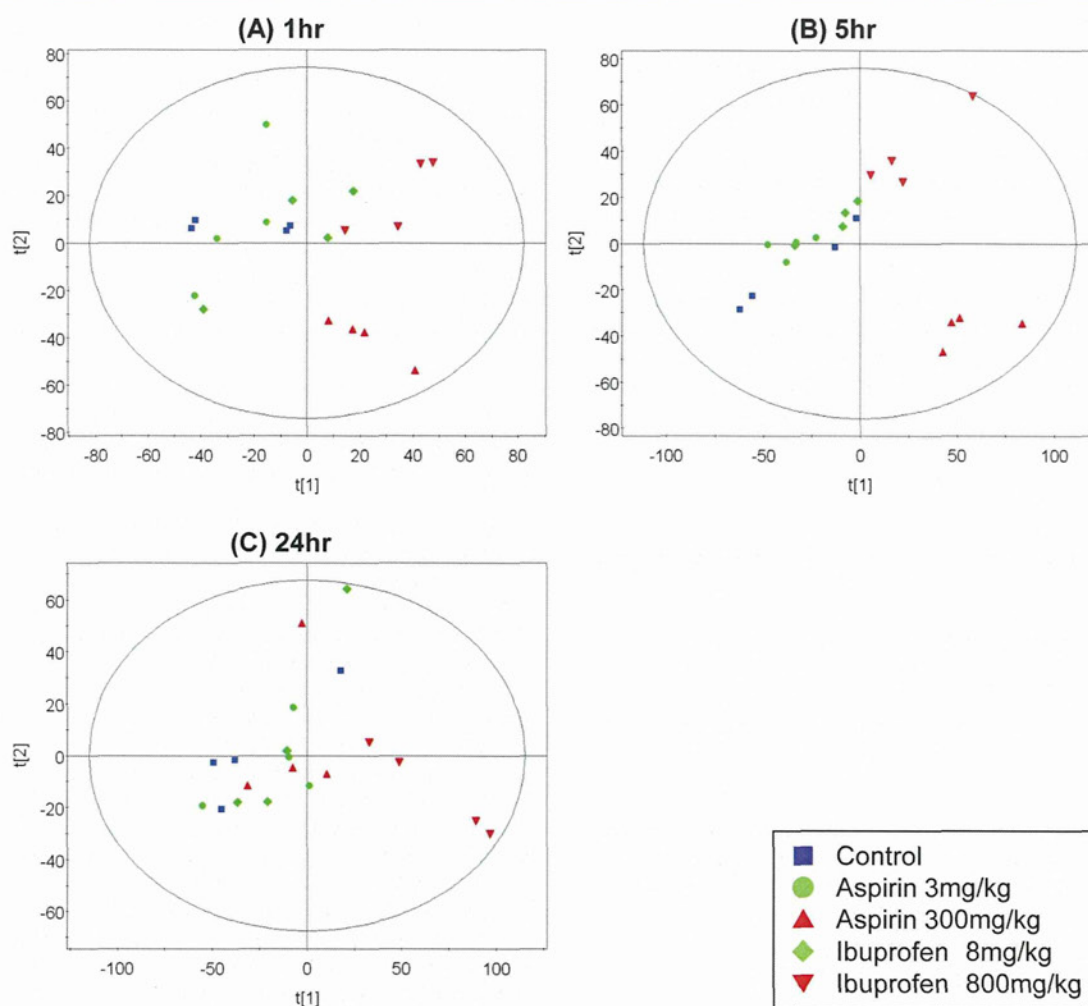 (A) 1hr
80
60
40
20
0
-20
-40
-60
-80
t[2]
-80 -60 -40 -20 0 20 40 60 80
t[1]
(B) 5hr
80
60
40
20
0
-20
-40
-60
-80
t[2]
-100 -50 0 50 100
t[1]
(C) 24hr
60
40
20
0
-20
-40
-60
t[2]
-100 -50 0 50 100
t[1]
Control
Aspirin 3mg/kg
Aspirin 300mg/kg
Ibuprofen 8mg/kg
Ibuprofen 800mg/kg